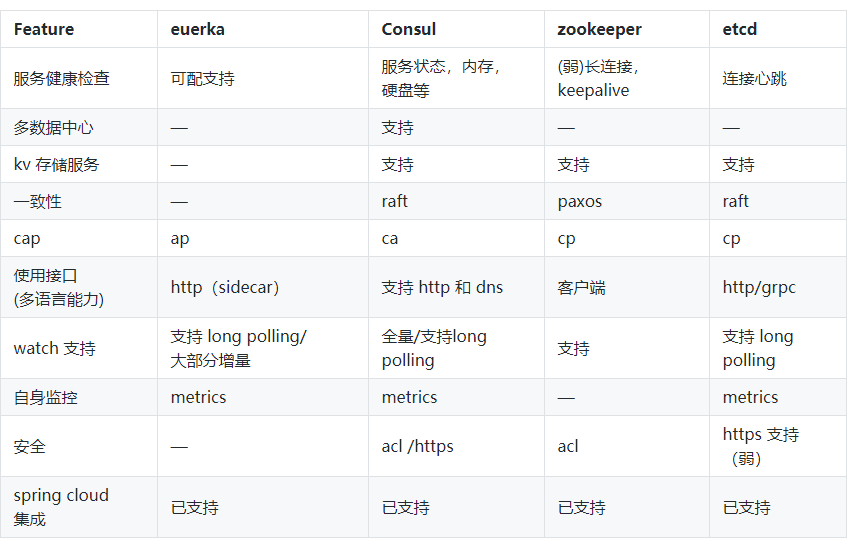 Feature euerka Consul zookeeper etcd
服务健康检查 可配支持 服务状态，内存，
硬盘等 (弱)长连接，
keepalive 连接心跳
多数据中心 — 支持 — —
kv 存储服务 — 支持 支持 支持
一致性 — raft paxos raft
cap ap ca cp cp
使用接口
(多语言能力) http（sidecar） 支持 http 和 dns 客户端 http/grpc
watch 支持 支持 long polling/
大部分增量 全量/支持long
polling 支持 支持 long
polling
自身监控 metrics metrics — metrics
安全 — acl /https acl https 支持
（弱）
spring cloud
集成 已支持 已支持 已支持 已支持